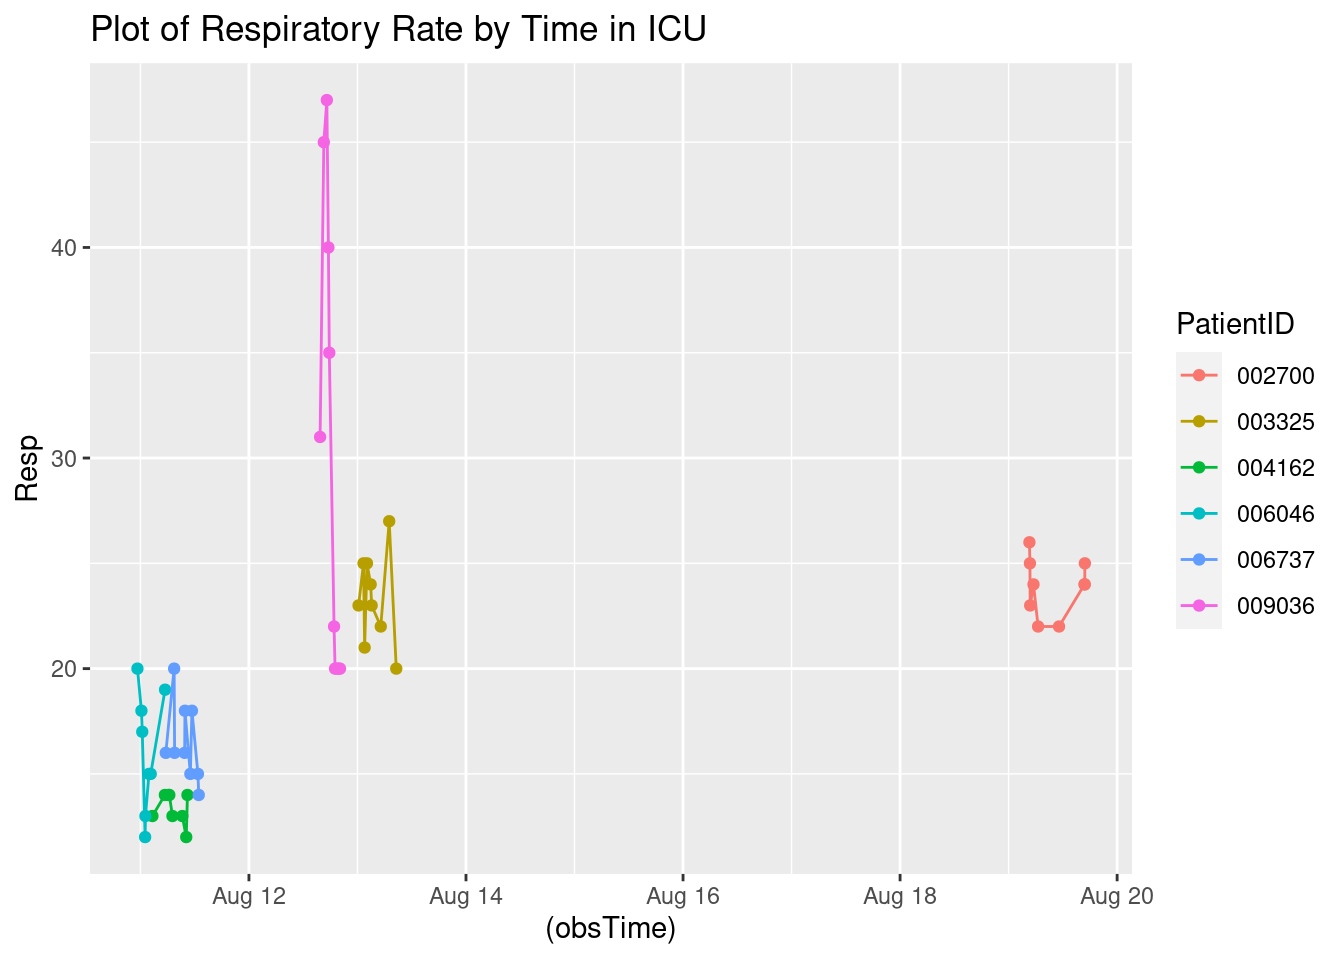 Plot of Respiratory Rate by Time in ICU
Resp
40
30
20
Aug 12
Aug 14
Aug 16
Aug 18
Aug 20
(obsTime)
PatientID
002700
003325
004162
006046
006737
009036